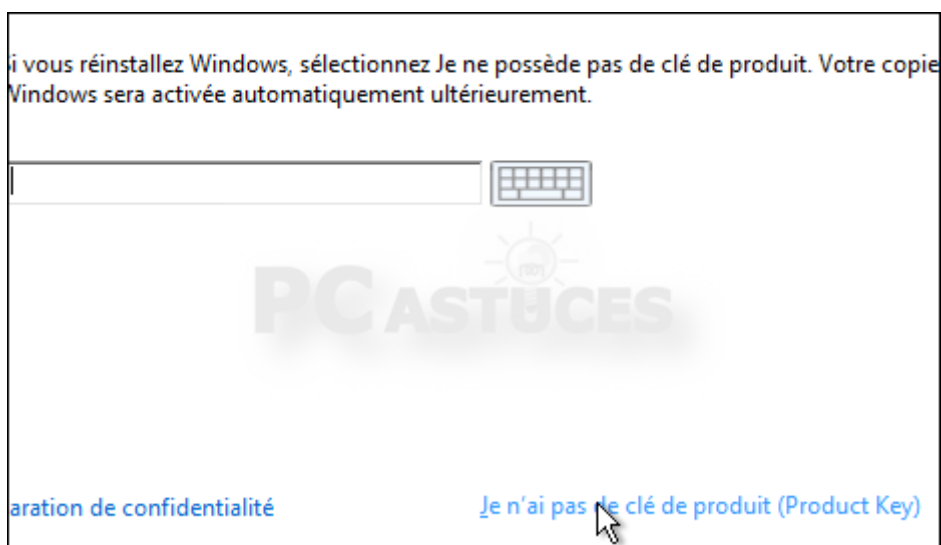 si vous réinstallez Windows, sélectionnez Je ne possède pas de clé de produit. Votre copie
Windows sera activée automatiquement ultérieurement.
PC ASTUCES
aration de confidentialité
Je n'ai pas de clé de produit (Product Key)